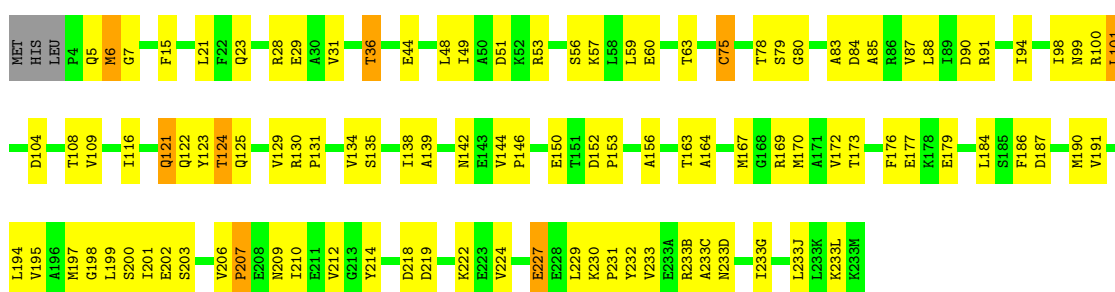 MET HIS LEU P4 Q5 M6 G7 F15 L21 F22 Q23 R28 E29 A30 V31 T36 E44 L48 I49 A50 D51 K52 R53 S56 K57 L58 L59 E60 T63 C75 T78 S79 G80 A83 D84 A85 R86 V87 L88 I89 D90 R91 I94 I98 N99 R100 L101
D104 T108 V109 I116 Q121 Q122 Y123 T124 Q125 V129 R130 P131 V134 S135 I138 A139 N142 E143 V144 P146 E150 T151 D152 P153 A156 T163 A164 M167 G168 R169 M170 A171 V172 T173 F176 E177 K178 E179 L184 S185 F186 D187 M190 V191
L194 V195 A196 M197 G198 L199 S200 I201 E202 S203 V206 P207 E208 N209 I210 E211 V212 G213 Y214 D218 D219 K222 E223 V224 E227 E228 L229 K230 P231 Y232 V233 E233A R233B A233C N233D I233G L233J L233K K233L K233M